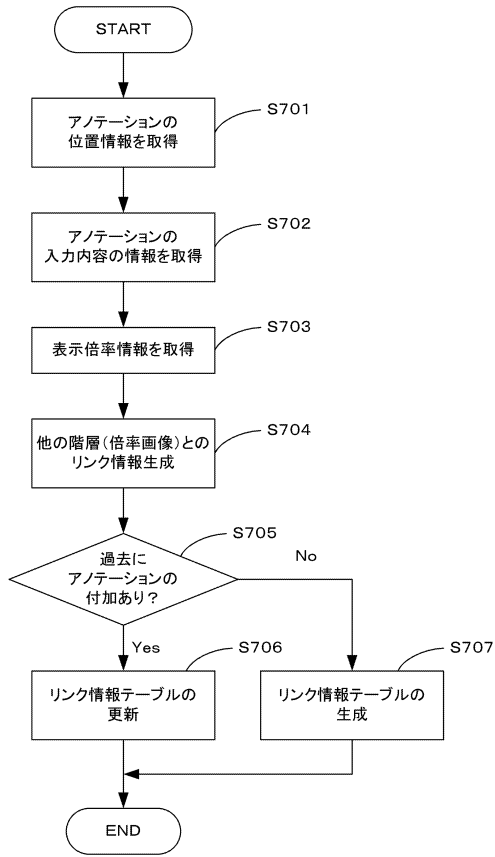 START
アノテーションの
位置情報を取得
S701
アノテーションの
入力内容の情報を取得
S702
表示倍率情報を取得
S703
他の階層(倍率画像)との
リンク情報生成
S704
過去に
アノテーションの
付加あり?
S705
No
Yes
リンク情報テーブルの
更新
S706
リンク情報テーブルの
生成
S707
END